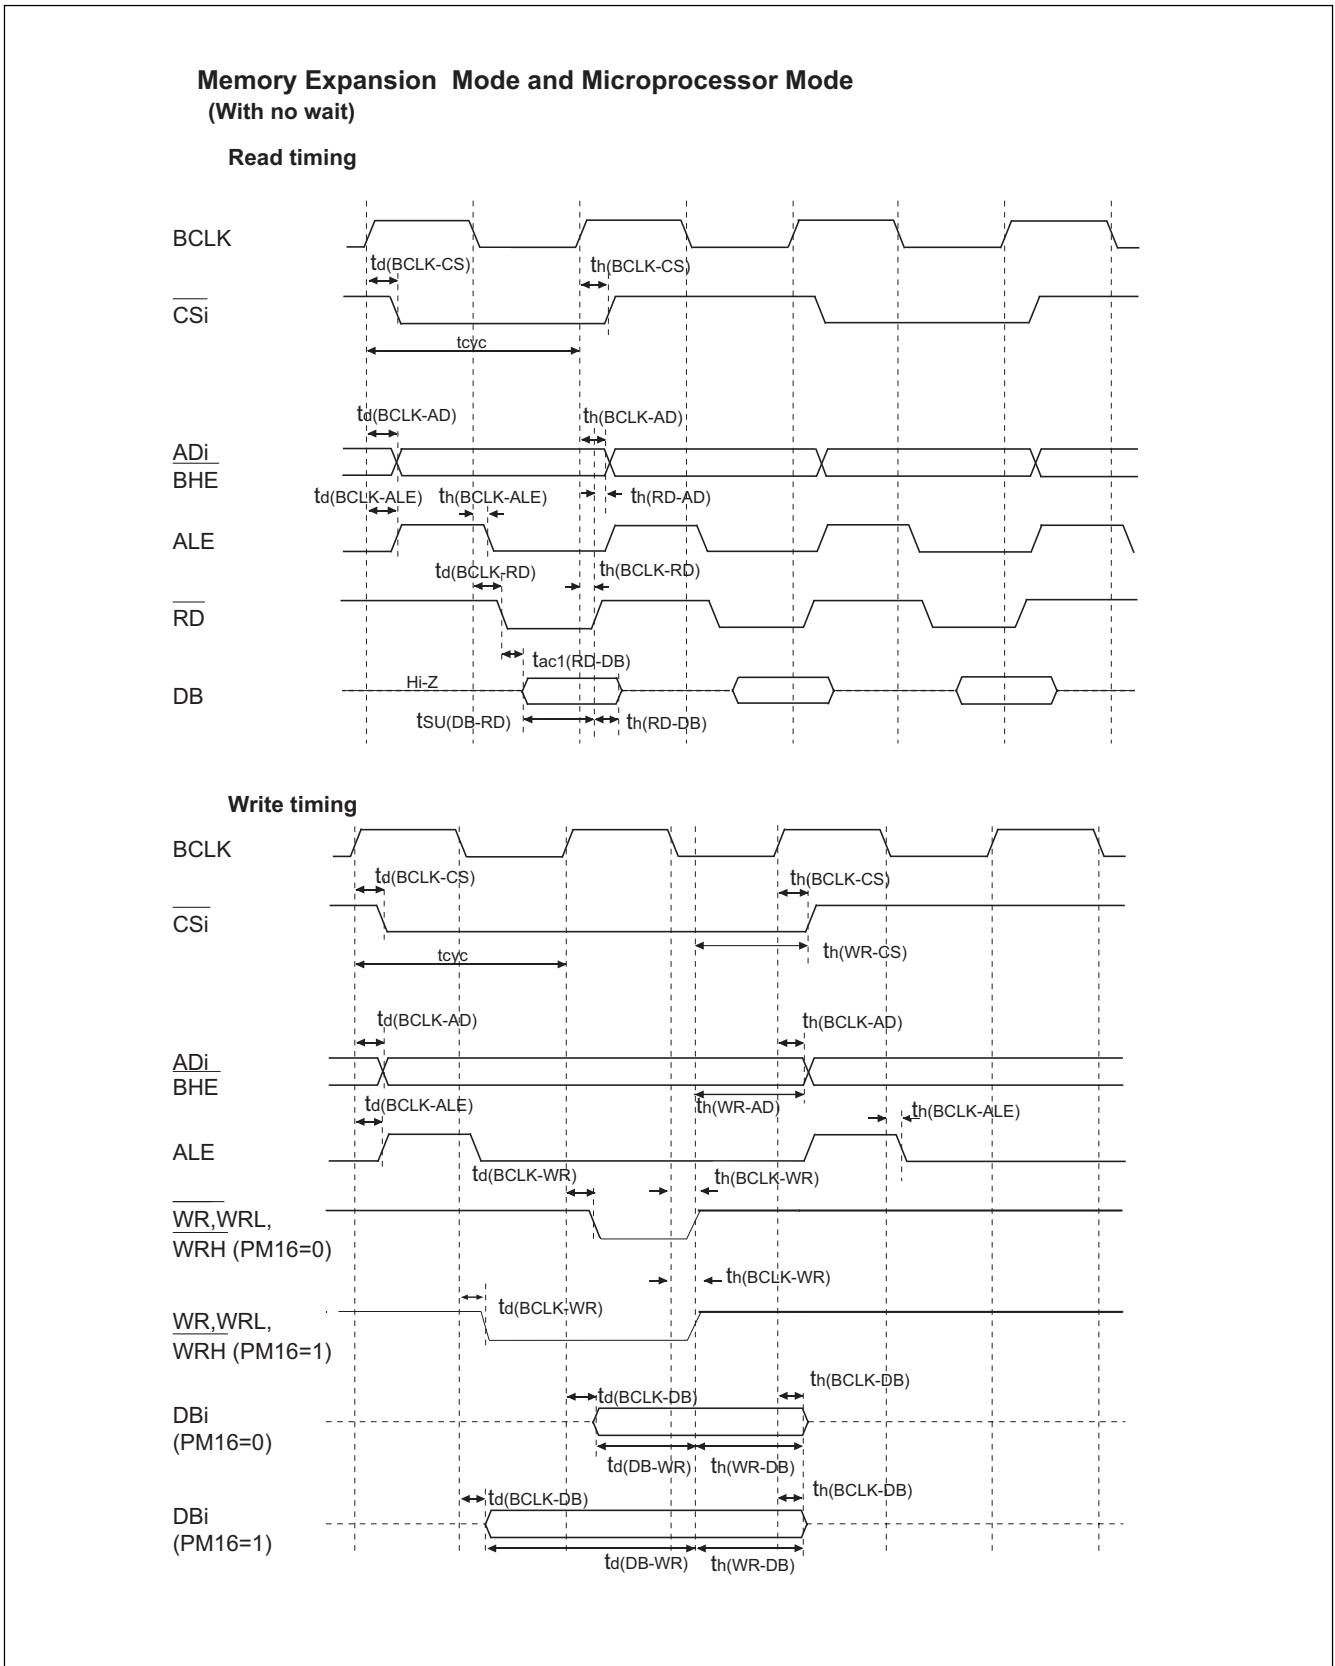 Memory Expansion Mode and Microprocessor Mode
(With no wait)
Read timing
BCLK
td(BCLK-CS)
th(BCLK-CS)
CSi
tcyc
td(BCLK-AD)
th(BCLK-AD)
ADi
BHE
td(BCLK-ALE)
th(BCLK-ALE)
th(RD-AD)
ALE
td(BCLK-RD)
th(BCLK-RD)
RD
tac1(RD-DB)
Hi-Z
DB
tSU(DB-RD)
th(RD-DB)
Write timing
BCLK
td(BCLK-CS)
th(BCLK-CS)
CSi
th(WR-CS)
tcyc
td(BCLK-AD)
th(BCLK-AD)
ADi
BHE
td(BCLK-ALE)
th(WR-AD)
th(BCLK-ALE)
ALE
td(BCLK-WR)
th(BCLK-WR)
WR,WRL,
WRH (PM16=0)
th(BCLK-WR)
td(BCLK-WR)
WR,WRL,
WRH (PM16=1)
th(BCLK-DB)
td(BCLK-DB)
DBi
(PM16=0)
td(DB-WR)
th(WR-DB)
th(BCLK-DB)
td(BCLK-DB)
DBi
(PM16=1)
td(DB-WR)
th(WR-DB)